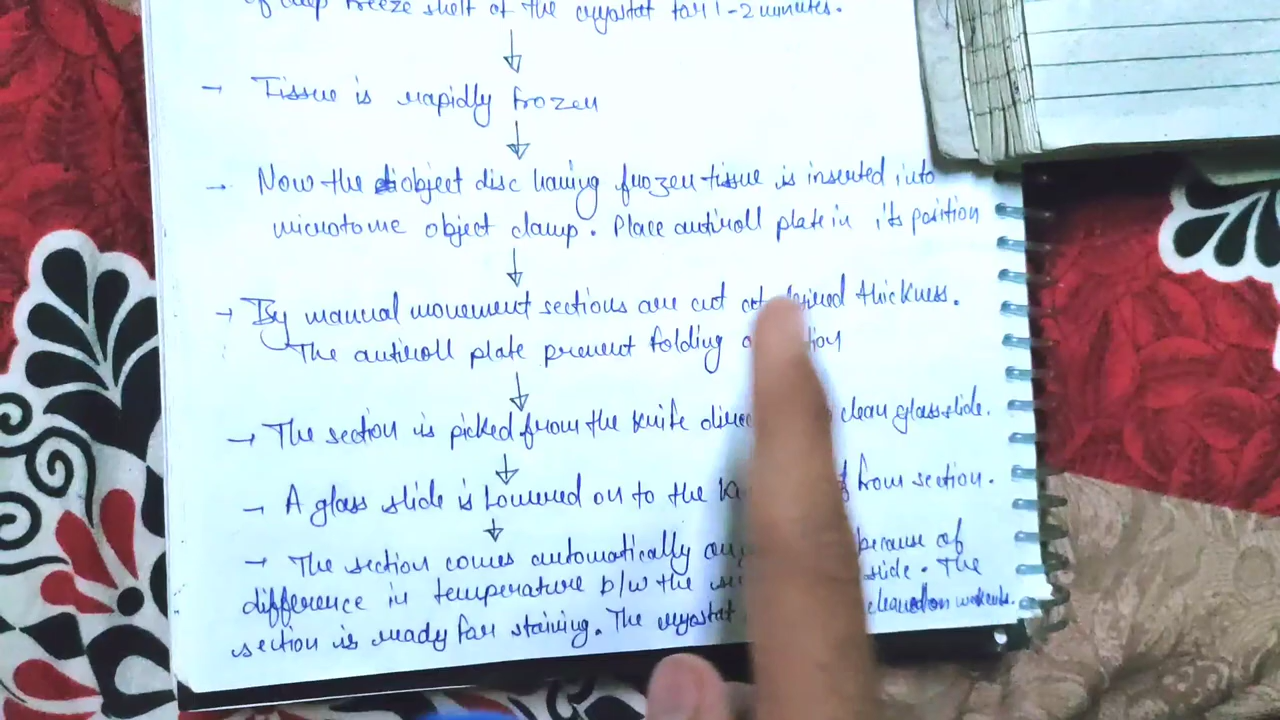 of deep freeze shelf of the cryostat for 1-2 minutes.
→ Tissue is rapidly frozen
→ Now the object disc having frozen tissue is inserted into
microtome object clamp. Place antiroll plate in its position
→ By manual movement sections are cut at desired thickness.
The antiroll plate prevent folding
→ The section is picked from the knife clean glass slide.
→ A glass slide is Lowered on to the from section.
→ The section comes automatically because of
difference in temperature b/w the slide. The
section is ready for staining. The cryostat cleaned on